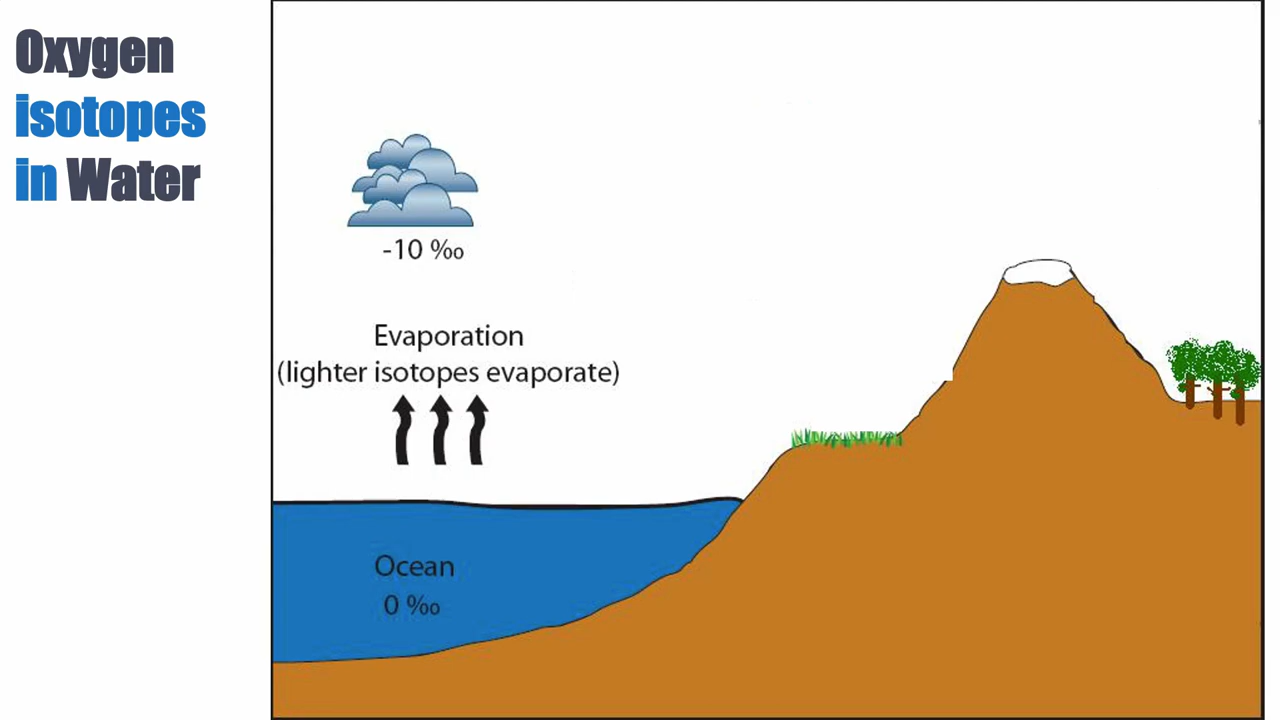 Oxygen
isotopes
in Water
-10 ‰
Evaporation
(lighter isotopes evaporate)
Ocean
0 ‰